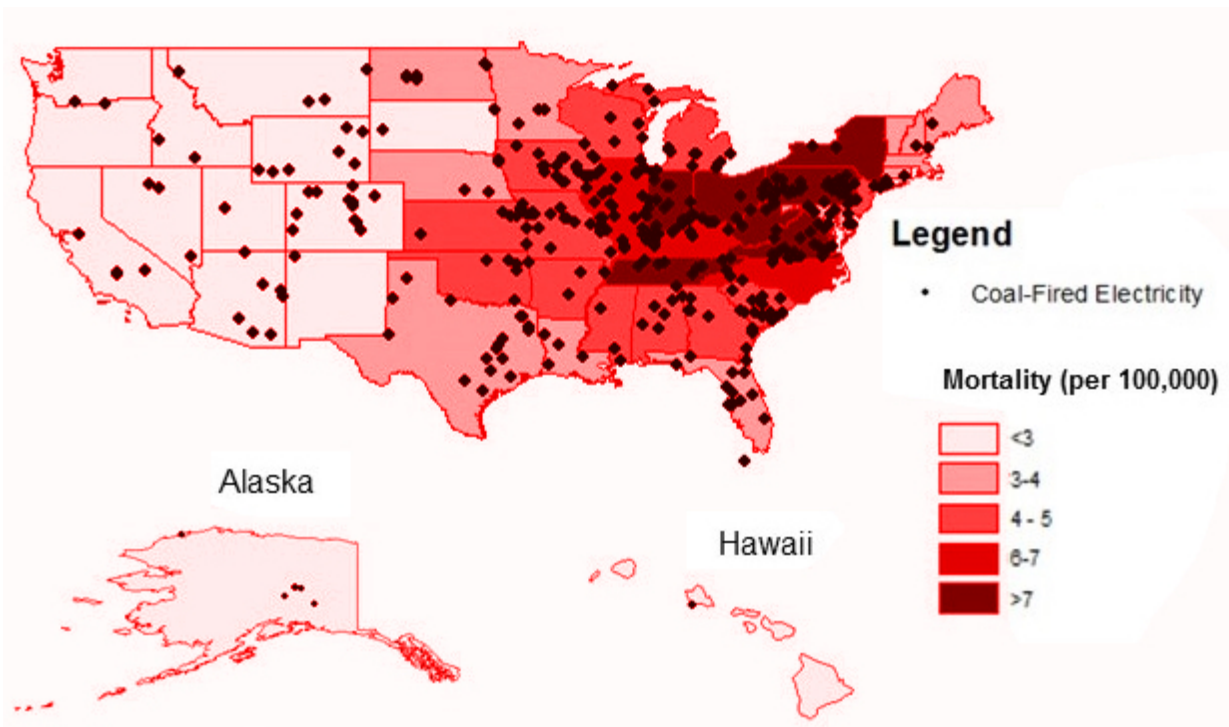 Legend
Coal-Fired Electricity
Mortality (per 100,000)
<3
3-4
4 - 5
6-7
>7
Alaska
Hawaii